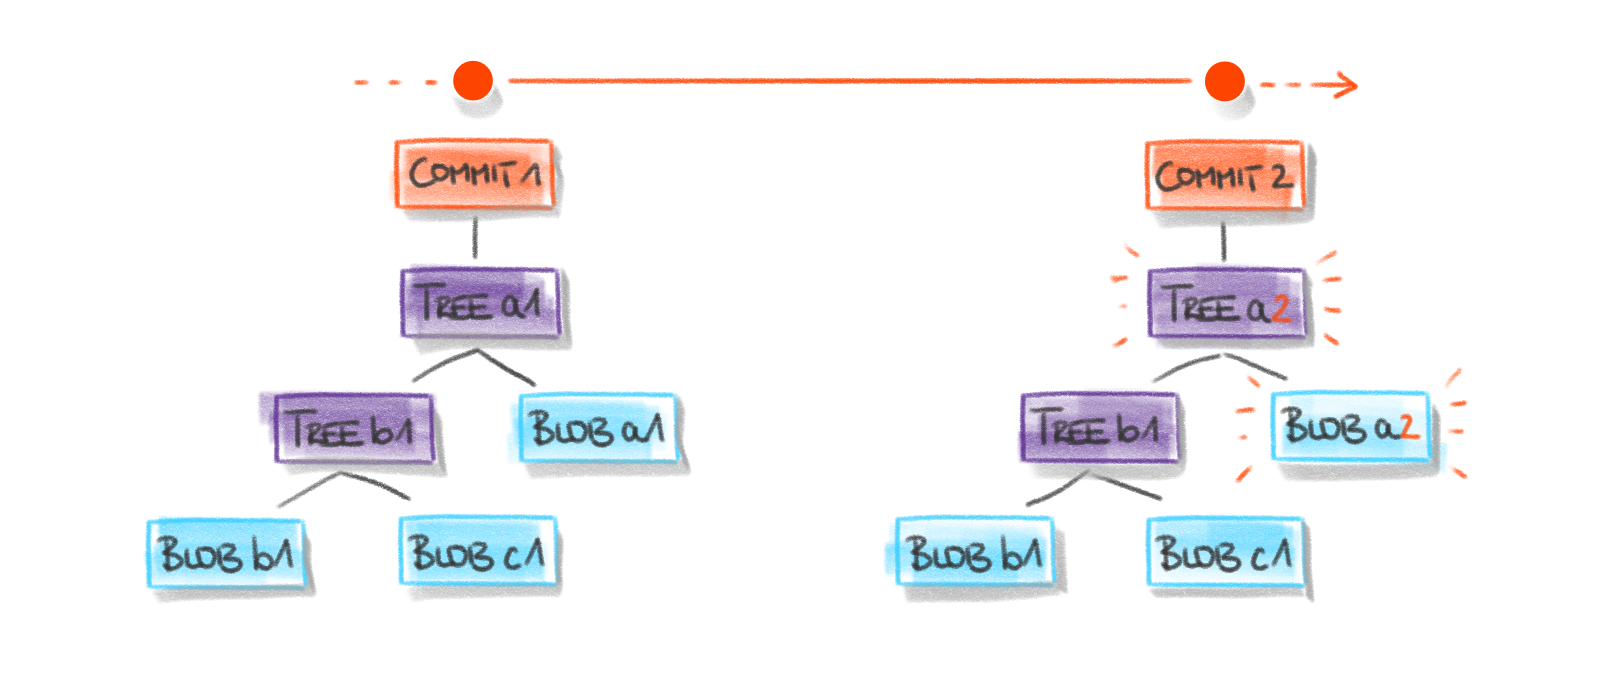 COMMIT 1
COMMIT 2
TREE a1
TREE a2
TREE b1
BLOB a1
TREE b1
BLOB a2
BLOB b1
BLOB c1
BLOB b1
BLOB c1